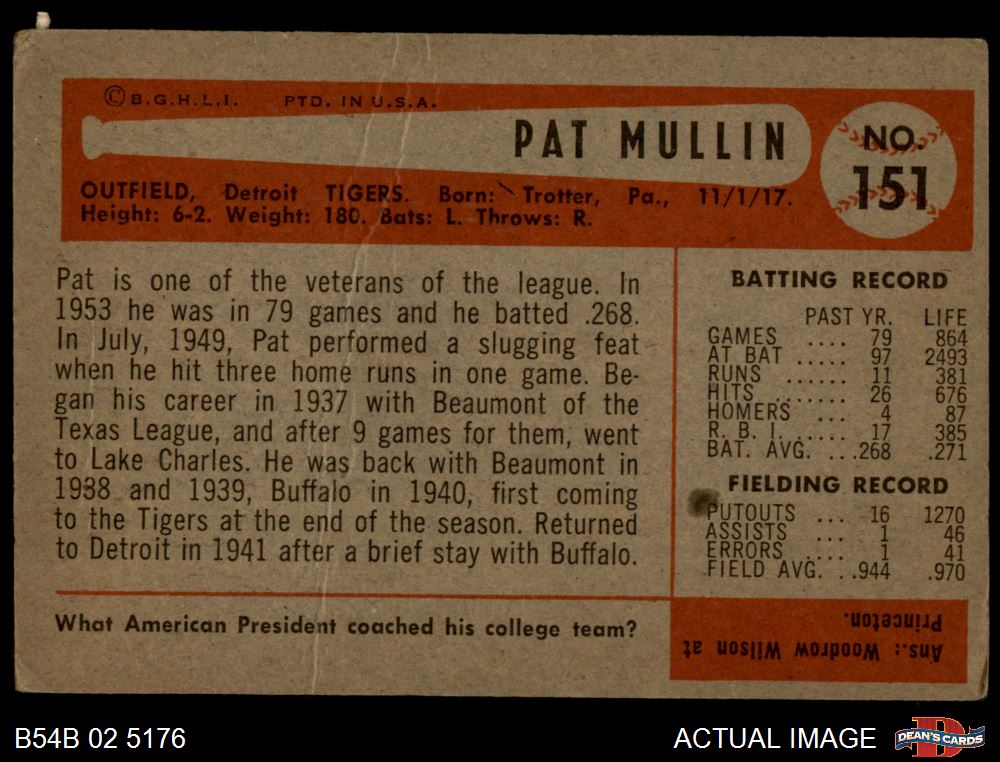 © B.G.H.L.I. PTD. IN U.S.A.
PAT MULLIN
NO.
151
OUTFIELD, Detroit TIGERS. Born: Trotter, Pa., 11/1/17.
Height: 6-2. Weight: 180. Bats: L. Throws: R.
Pat is one of the veterans of the league. In
1953 he was in 79 games and he batted .268.
In July, 1949, Pat performed a slugging feat
when he hit three home runs in one game. Be-
gan his career in 1937 with Beaumont of the
Texas League, and after 9 games for them, went
to Lake Charles. He was back with Beaumont in
1938 and 1939, Buffalo in 1940, first coming
to the Tigers at the end of the season. Returned
to Detroit in 1941 after a brief stay with Buffalo.
BATTING RECORD
PAST YR. LIFE
GAMES .... 79 864
AT BAT ..... 97 2493
RUNS ...... 11 381
HITS ....... 26 676
HOMERS ... 4 87
R. B. I. ..... 17 385
BAT. AVG. ...268 .271
FIELDING RECORD
PUTOUTS ... 16 1270
ASSISTS ... 1 46
ERRORS .... 1 41
FIELD AVG. ..944 .970
What American President coached his college team?
Ans.: Woodrow Wilson at
Princeton.
B54B 02 5176
ACTUAL IMAGE
D
DEAN'S CARDS